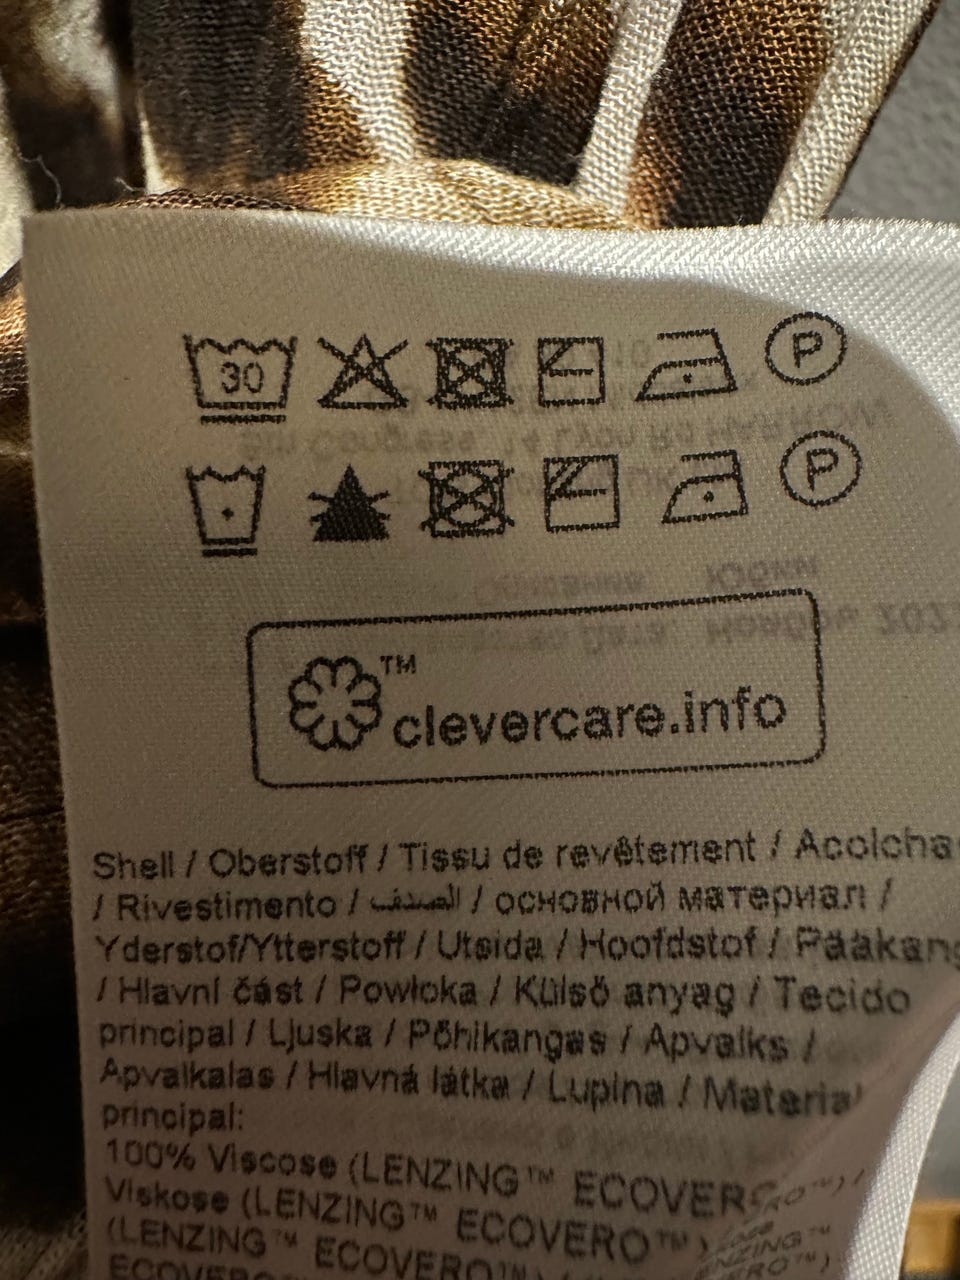 30 P
P
TM
clevercare.info
Shell / Oberstoff / Tissu de revêtement / Acolcha
/ Rivestimento / الصدف / основной материал /
Yderstof/Ytterstoff / Utsida / Hoofdstof / Pääkang
/ Hlavní část / Powłoka / Külső anyag / Tecido
principal / Ljuska / Põhikangas / Apvalks /
Apvalkalas / Hlavná látka / Lupina / Material
principal:
100% Viscose (LENZING™ ECOVERO™) /
Viskose (LENZING™ ECOVERO™)
(LENZING™ ECOVERO™)
ECOVERO